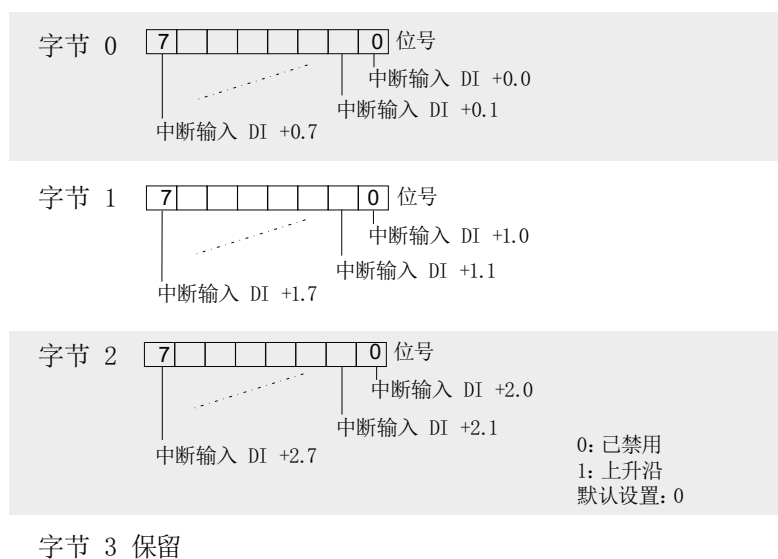 字节 0 7 0 位号
中断输入 DI +0.0
中断输入 DI +0.1
中断输入 DI +0.7
字节 1 7 0 位号
中断输入 DI +1.0
中断输入 DI +1.1
中断输入 DI +1.7
字节 2 7 0 位号
中断输入 DI +2.0
中断输入 DI +2.1
中断输入 DI +2.7
0: 已禁用
1: 上升沿
默认设置: 0
字节 3 保留